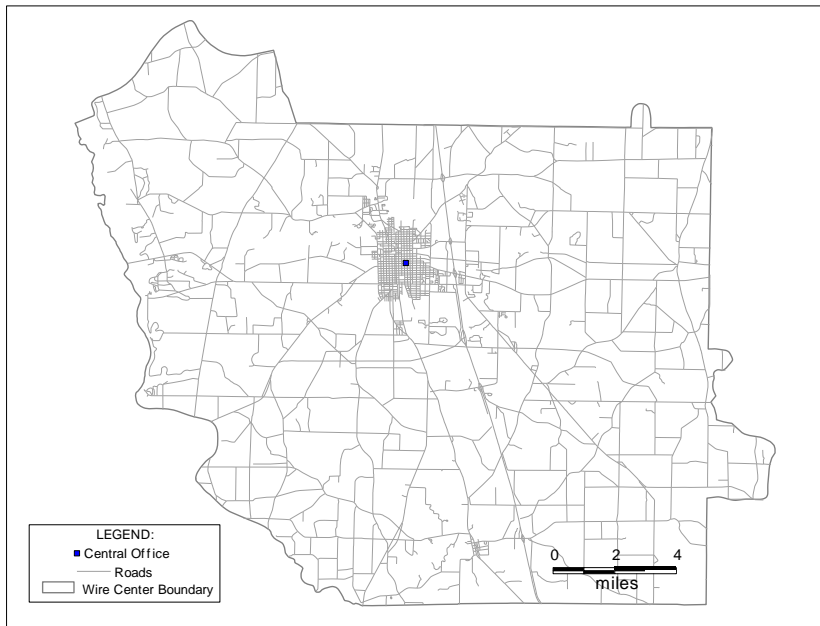 LEGEND:
Central Office
Roads
Wire Center Boundary
0 2 4
miles